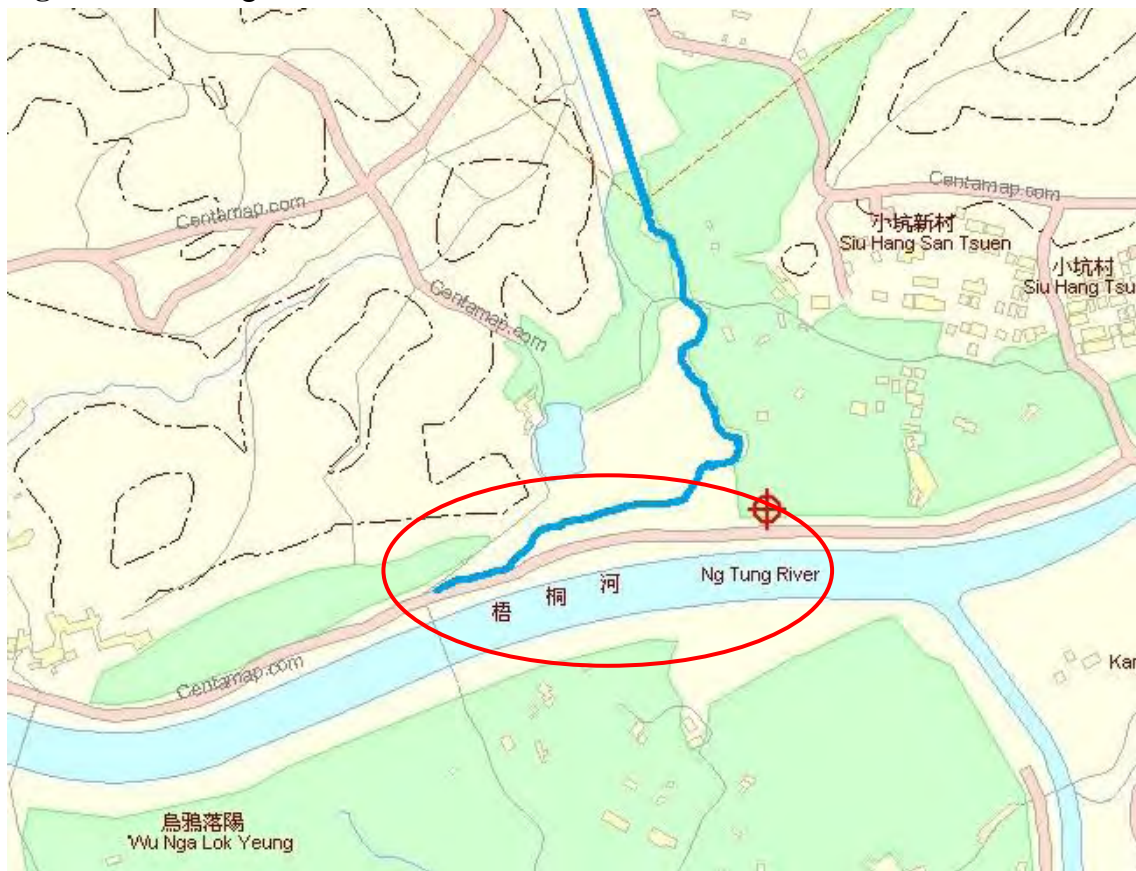 Centamap.com
Centamap.com
小坑新村
Siu Hang San Tsuen
小坑村
Siu Hang Tsu
Centamap.com
Ng Tung River
梧桐河
Kar
Centamap.com
烏鴉落陽
Wu Nga Lok Yeung